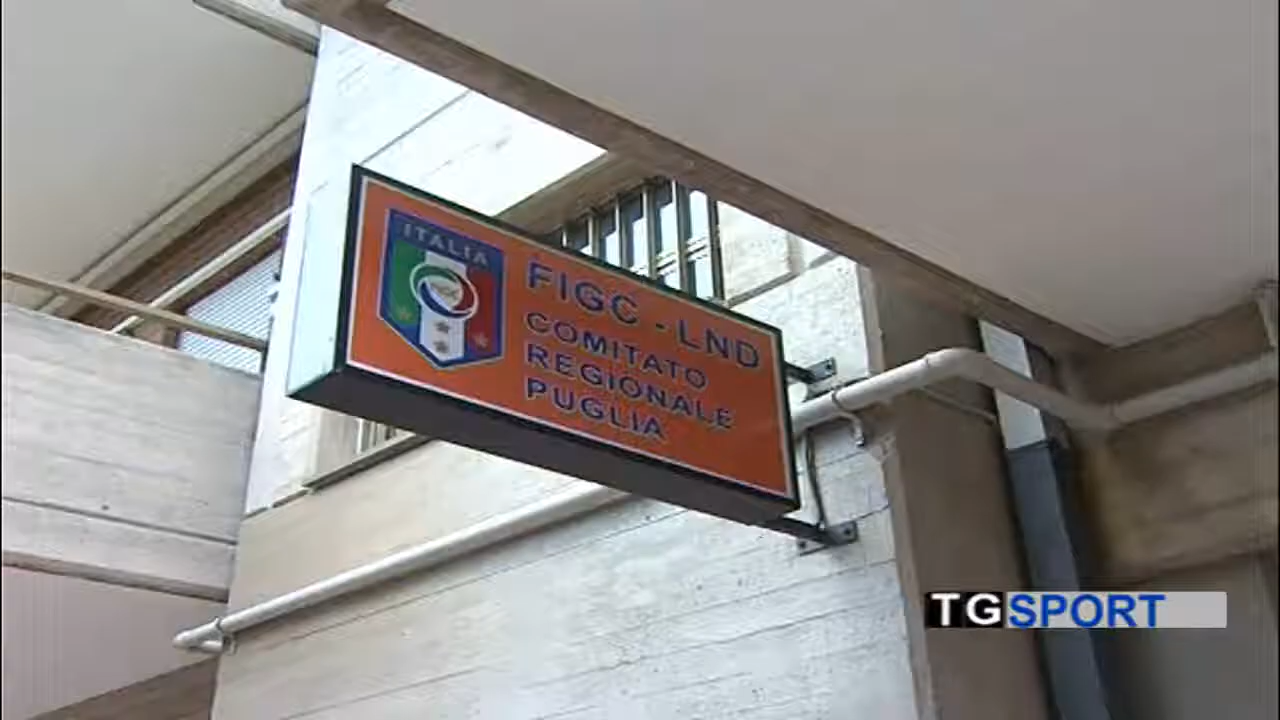 ITALIA
FIGC - LND
COMITATO
REGIONALE
PUGLIA
TGSPORT